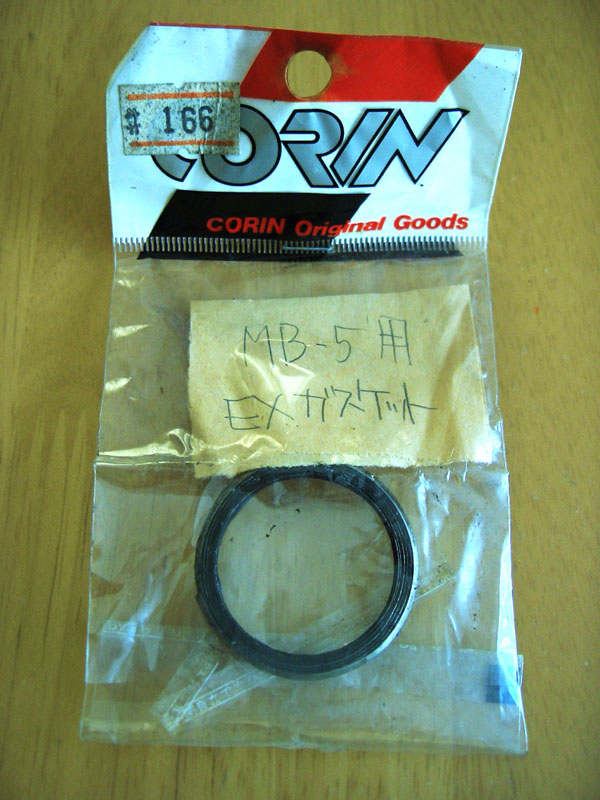 # 166
CORIN
CORIN Original Goods
MB-5用
EXガスケット